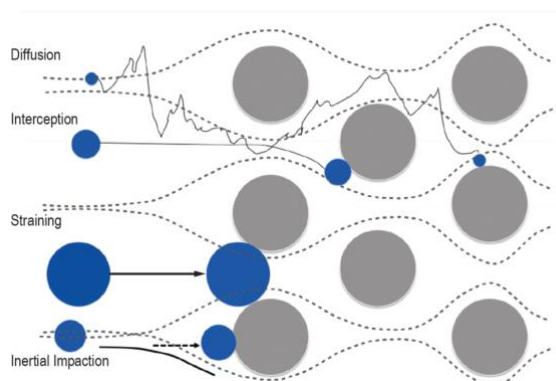 Diffusion
Interception
Straining
Inertial Impaction